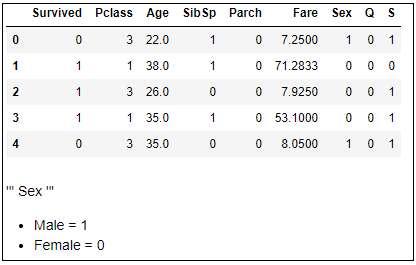 Survived Pclass Age SibSp Parch Fare Sex Q S
0 0 3 22.0 1 0 7.2500 1 0 1
1 1 1 38.0 1 0 71.2833 0 0 0
2 1 3 26.0 0 0 7.9250 0 0 1
3 1 1 35.0 1 0 53.1000 0 0 1
4 0 3 35.0 0 0 8.0500 1 0 1
''' Sex '''
• Male = 1
• Female = 0